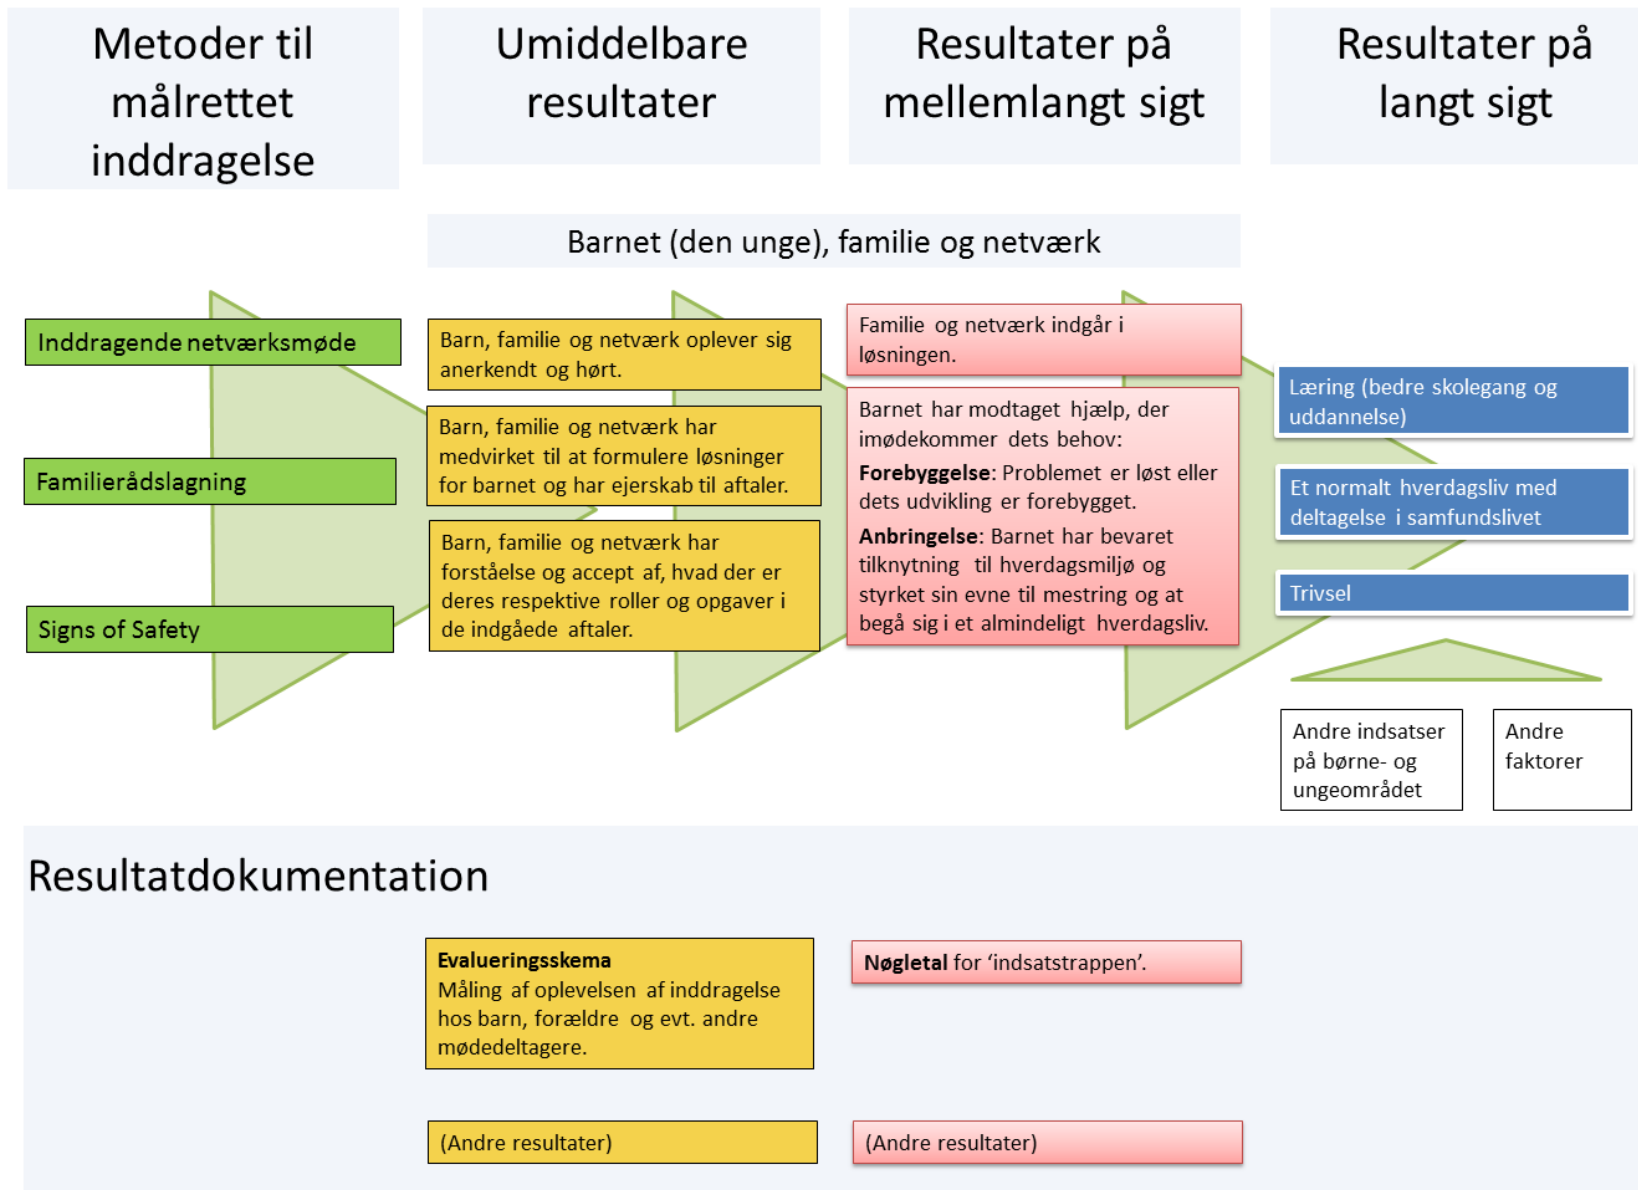 Metoder til
målrettet
inddragelse
Umiddelbare
resultater
Resultater på
mellemlangt sigt
Resultater på
langt sigt
Barnet (den unge), familie og netværk
Inddragende netværksmøde
Familierådslagning
Signs of Safety
Barn, familie og netværk oplever sig
anerkendt og hørt.
Barn, familie og netværk har
medvirket til at formulere løsninger
for barnet og har ejerskab til aftaler.
Barn, familie og netværk har
forståelse og accept af, hvad der er
deres respektive roller og opgaver i
de indgåede aftaler.
Familie og netværk indgår i
løsningen.
Barnet har modtaget hjælp, der
imødekommer dets behov:
Forebyggelse: Problemet er løst eller
dets udvikling er forebygget.
Anbringelse: Barnet har bevaret
tilknytning til hverdagsmiljø og
styrket sin evne til mestring og at
begå sig i et almindeligt hverdagsliv.
Læring (bedre skolegang og
uddannelse)
Et normalt hverdagsliv med
deltagelse i samfundslivet
Trivsel
Andre indsatser
på børne- og
ungeområdet
Andre
faktorer
Resultatdokumentation
Evalueringsskema
Måling af oplevelsen af inddragelse
hos barn, forældre og evt. andre
mødedeltagere.
(Andre resultater)
Nøgletal for ‘indsatstrappen’.
(Andre resultater)